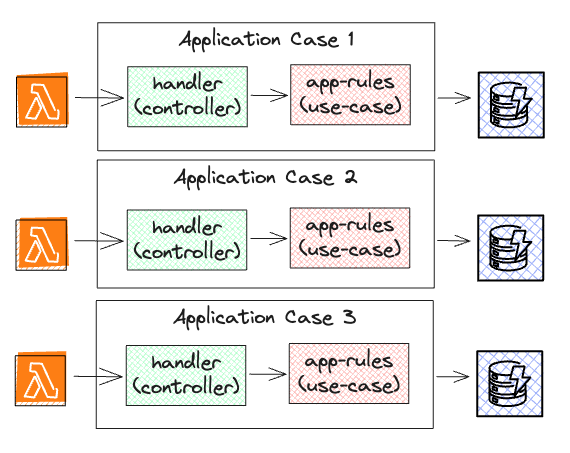 Application Case 1
handler
(controller)
app-rules
(use-case)
Application Case 2
handler
(controller)
app-rules
(use-case)
Application Case 3
handler
(controller)
app-rules
(use-case)